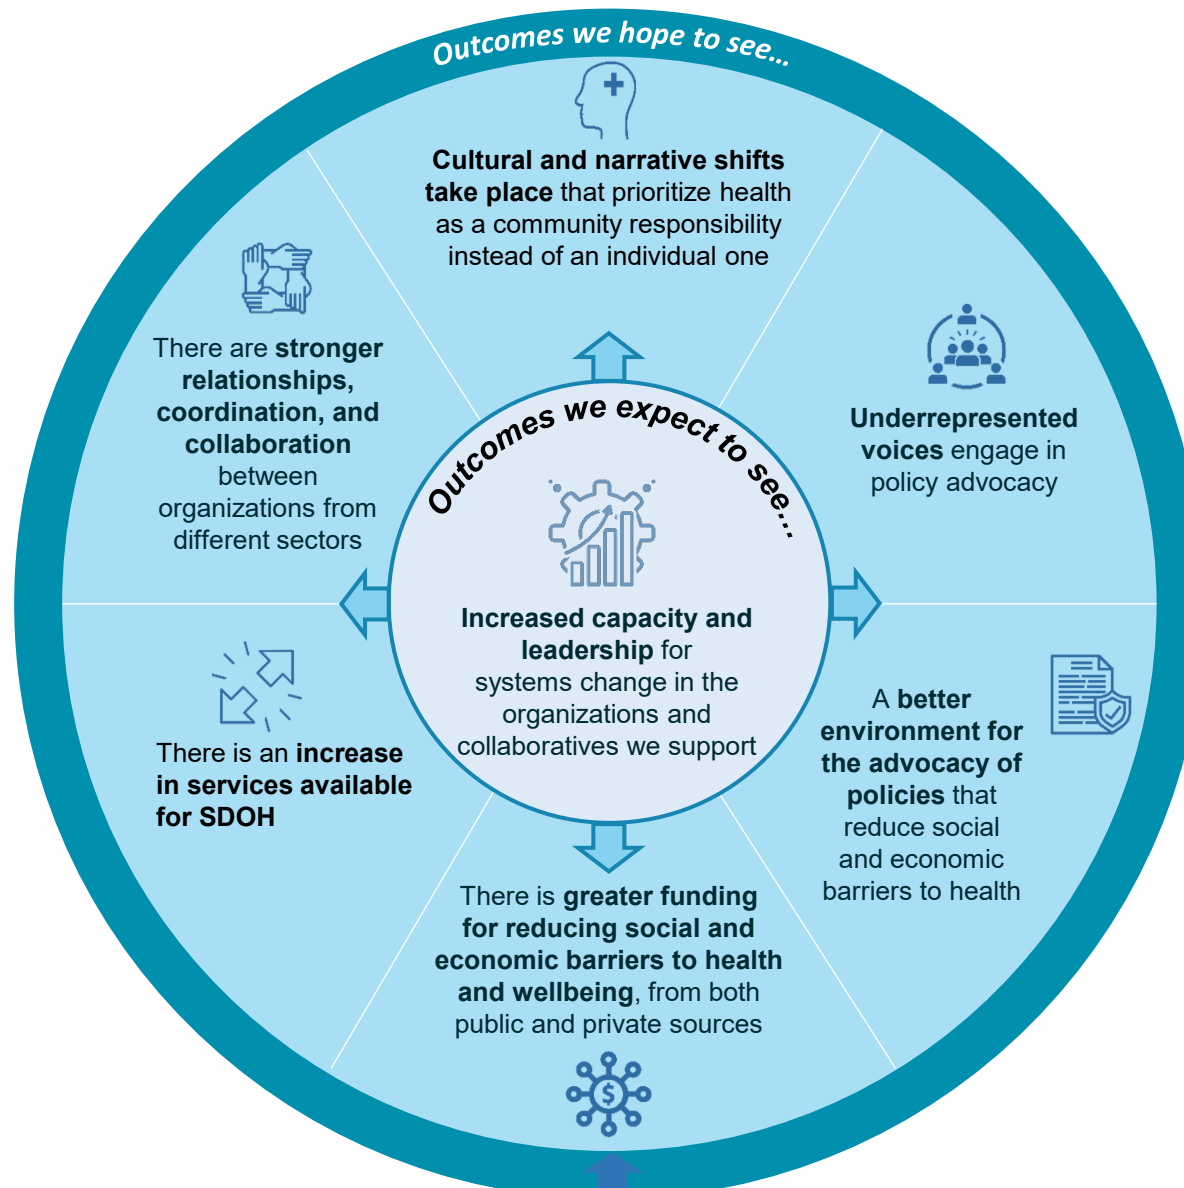 Outcomes we hope to see...
Cultural and narrative shifts
take place that prioritize health
as a community responsibility
instead of an individual one
There are stronger
relationships,
coordination, and
collaboration
between
organizations from
different sectors
Underrepresented
voices engage in
policy advocacy
Outcomes we expect to see...
Increased capacity and
leadership for
systems change in the
organizations and
collaboratives we support
There is an increase
in services available
for SDOH
A better
environment for
the advocacy of
policies that
reduce social
and economic
barriers to health
There is greater funding
for reducing social and
economic barriers to health
and wellbeing, from both
public and private sources
$